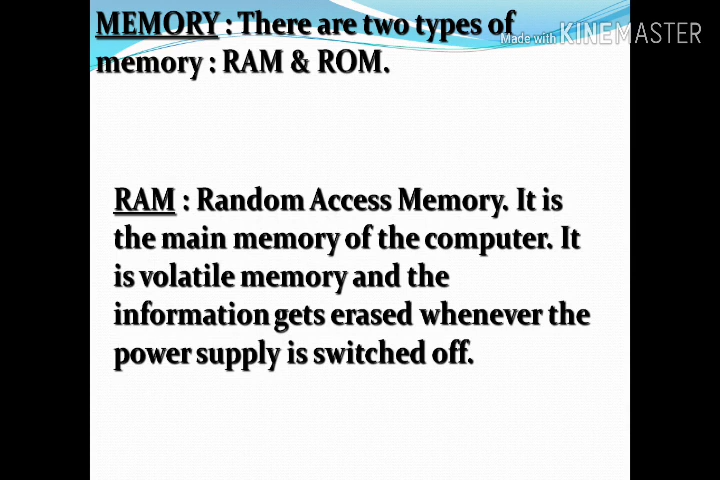 MEMORY : There are two types of
Made with KINEMASTER
memory : RAM & ROM.
RAM : Random Access Memory. It is
the main memory of the computer. It
is volatile memory and the
information gets erased whenever the
power supply is switched off.